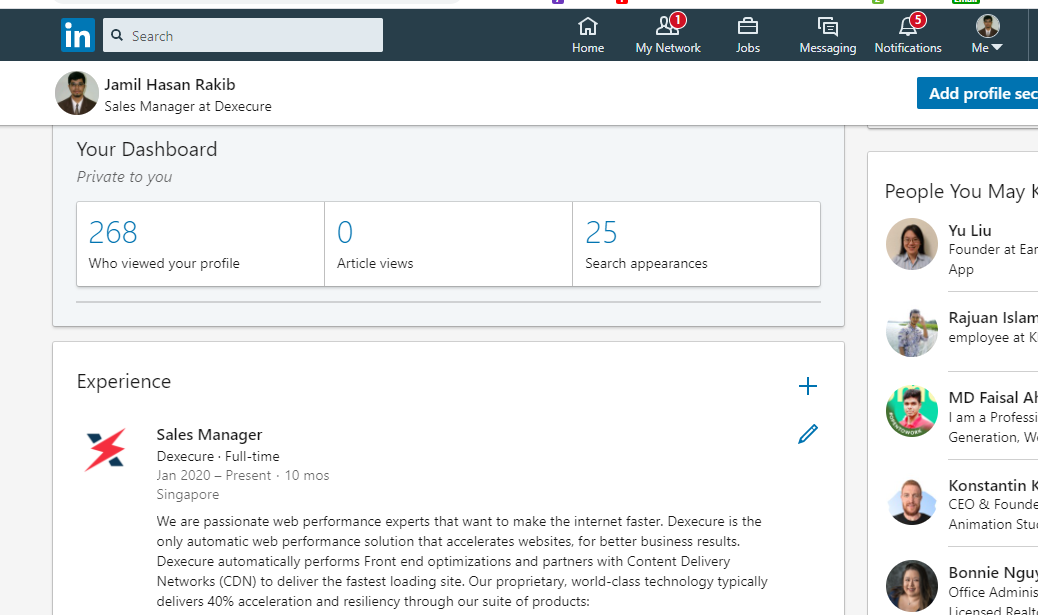 in
Search
Home
My Network
1
Jobs
Messaging
Notifications
5
Me
Jamil Hasan Rakib
Sales Manager at Dexecure
Add profile sec
Your Dashboard
Private to you
268
Who viewed your profile
0
Article views
25
Search appearances
Experience
Sales Manager
Dexecure · Full-time
Jan 2020 – Present · 10 mos
Singapore
We are passionate web performance experts that want to make the internet faster. Dexecure is the
only automatic web performance solution that accelerates websites, for better business results.
Dexecure automatically performs Front end optimizations and partners with Content Delivery
Networks (CDN) to deliver the fastest loading site. Our proprietary, world-class technology typically
delivers 40% acceleration and resiliency through our suite of products:
People You May K
Yu Liu
Founder at Ear
App
Rajuan Islam
employee at K
MD Faisal Ah
I am a Professi
Generation, W
Konstantin K
CEO & Founde
Animation Stu
Bonnie Nguy
Office Adminis
Licensed Realt